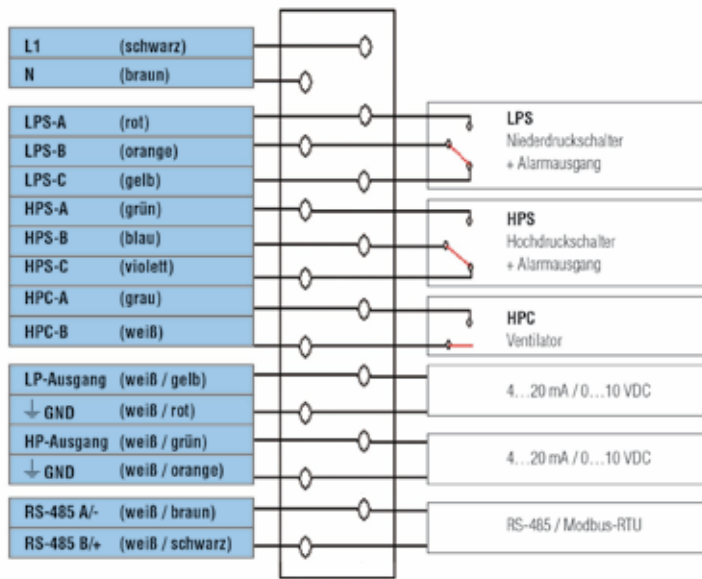 L1 (schwarz)
N (braun)
LPS-A (rot)
LPS-B (orange)
LPS-C (gelb)
HPS-A (grün)
HPS-B (blau)
HPS-C (violett)
HPC-A (grau)
HPC-B (weiß)
LP-Ausgang (weiß / gelb)
GND (weiß / rot)
HP-Ausgang (weiß / grün)
GND (weiß / orange)
RS-485 A/- (weiß / braun)
RS-485 B/+ (weiß / schwarz)
LPS
Niederdruckschalter
+ Alarmausgang
HPS
Hochdruckschalter
+ Alarmausgang
HPC
Ventilator
4...20 mA / 0...10 VDC
4...20 mA / 0...10 VDC
RS-485 / Modbus-RTU